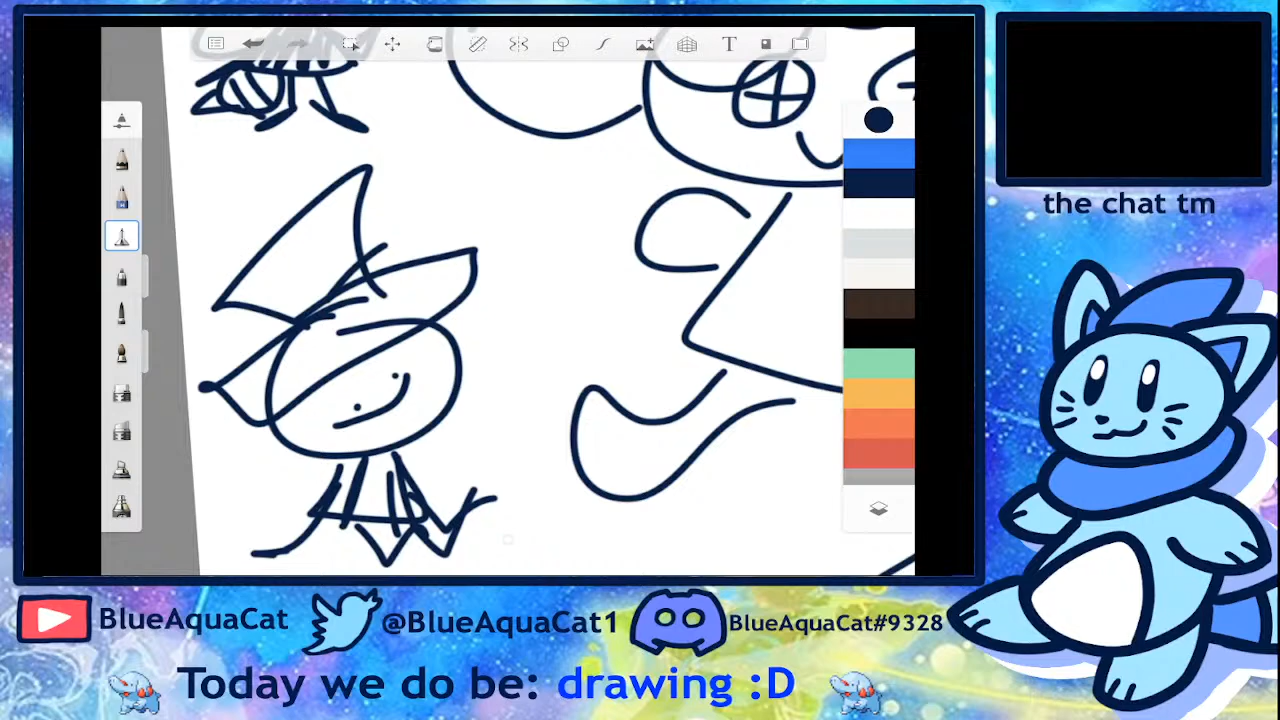 T
the chat tm
BlueAquaCat
@BlueAquaCat1
BlueAquaCat#9328
Today we do be: drawing :D